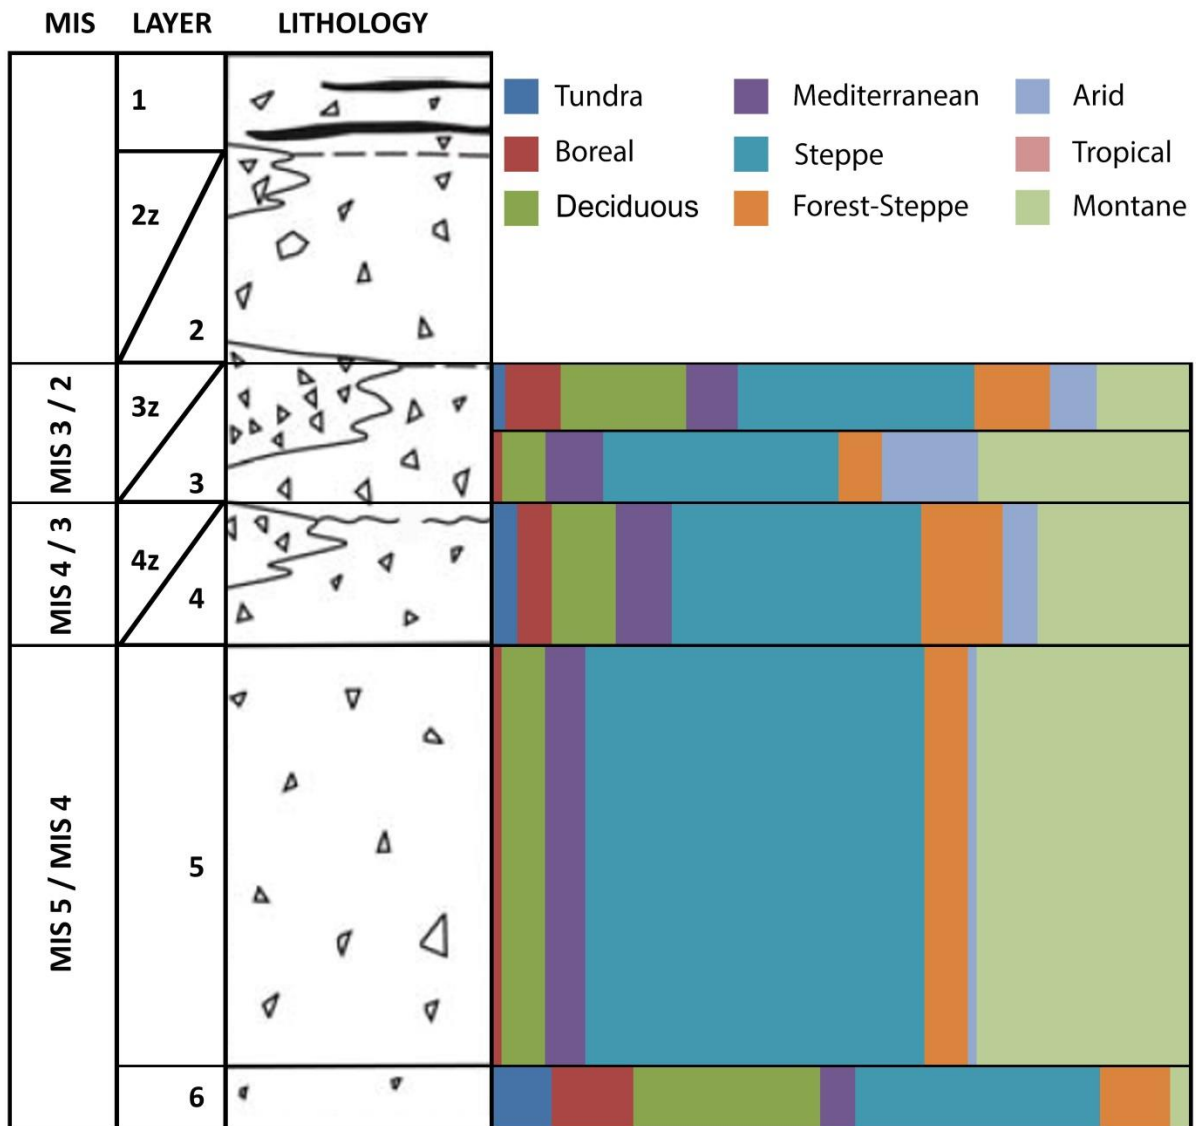 MIS LAYER LITHOLOGY
1
Tundra Mediterranean Arid
Boreal Steppe Tropical
Deciduous Forest-Steppe Montane
2z
2
MIS 3 / 2
3z
3
MIS 4 / 3
4z
4
MIS 5 / MIS 4
5
6